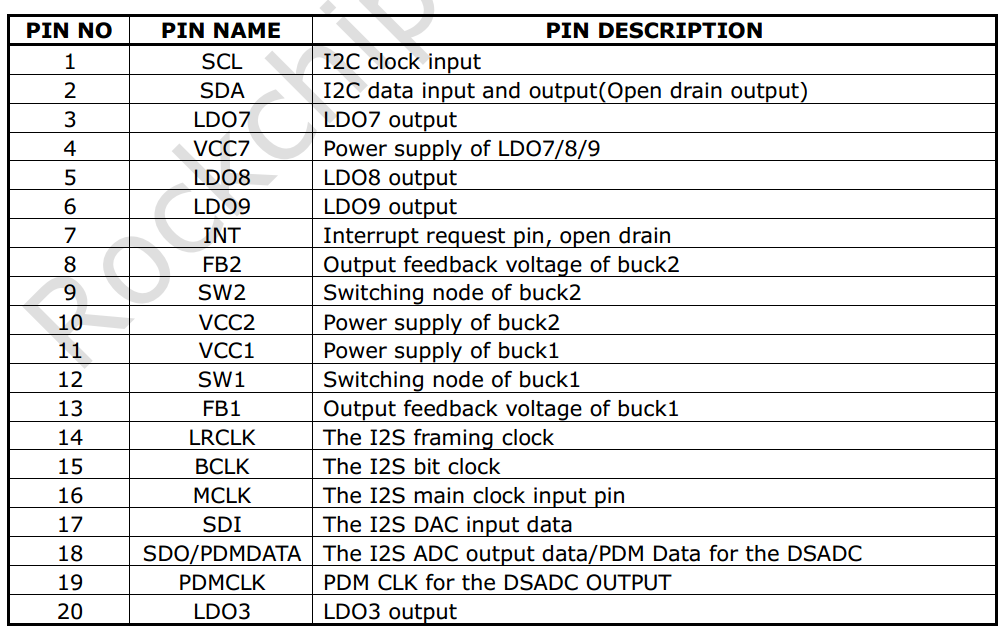 Rockchip
PIN NO PIN NAME PIN DESCRIPTION
1 SCL I2C clock input
2 SDA I2C data input and output(Open drain output)
3 LDO7 LDO7 output
4 VCC7 Power supply of LDO7/8/9
5 LDO8 LDO8 output
6 LDO9 LDO9 output
7 INT Interrupt request pin, open drain
8 FB2 Output feedback voltage of buck2
9 SW2 Switching node of buck2
10 VCC2 Power supply of buck2
11 VCC1 Power supply of buck1
12 SW1 Switching node of buck1
13 FB1 Output feedback voltage of buck1
14 LRCLK The I2S framing clock
15 BCLK The I2S bit clock
16 MCLK The I2S main clock input pin
17 SDI The I2S DAC input data
18 SDO/PDMDATA The I2S ADC output data/PDM Data for the DSADC
19 PDMCLK PDM CLK for the DSADC OUTPUT
20 LDO3 LDO3 output